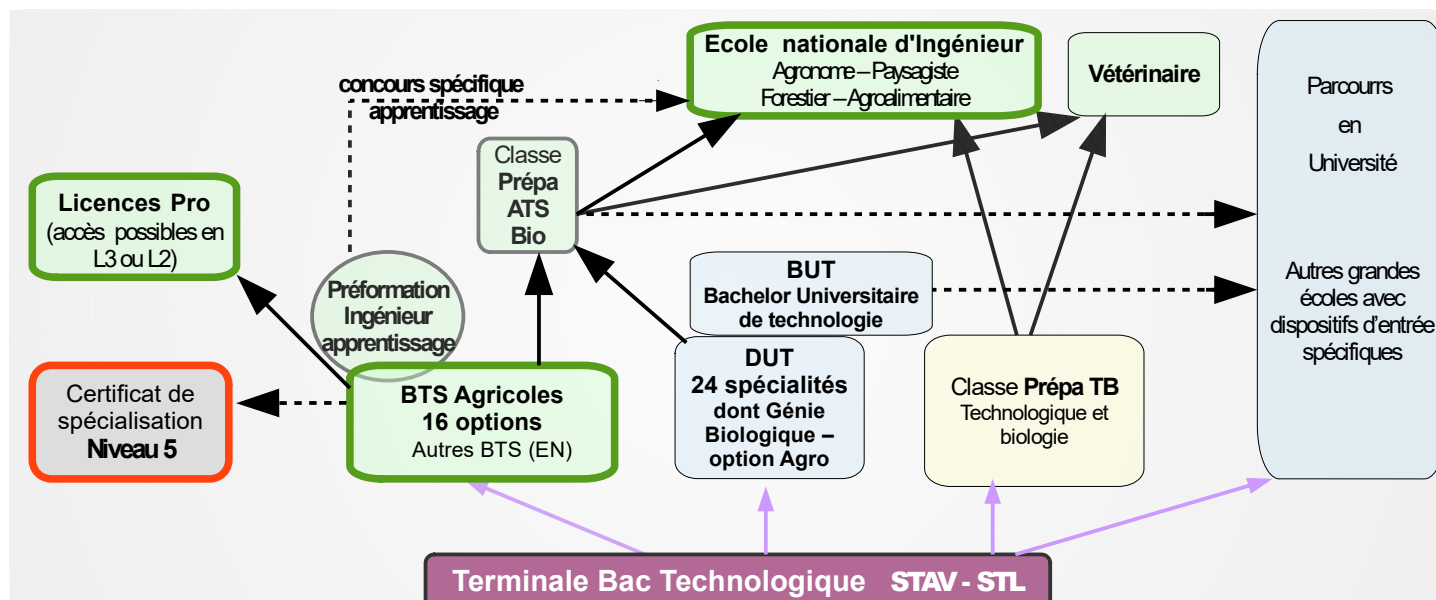 Ecole nationale d'Ingénieur
Agronome – Paysagiste
Forestier – Agroalimentaire
Vétérinaire
Parcourrs
en
Université
Autres grandes
écoles avec
dispositifs d'entrée
spécifiques
concours spécifique
apprentissage
Classe
Prépa
ATS
Bio
Licences Pro
(accès possibles en
L3 ou L2)
Préformation
Ingénieur
apprentissage
BUT
Bachelor Universitaire
de technologie
Certificat de
spécialisation
Niveau 5
BTS Agricoles
16 options
Autres BTS (EN)
DUT
24 spécialités
dont Génie
Biologique –
option Agro
Classe Prépa TB
Technologique et
biologie
Terminale Bac Technologique STAV - STL